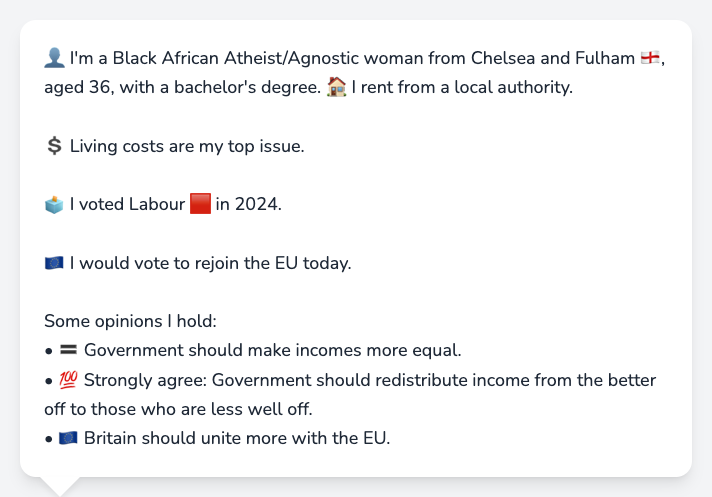 👤 I'm a Black African Atheist/Agnostic woman from Chelsea and Fulham 🏴󠁧󠁢󠁥󠁮󠁧󠁿,
aged 36, with a bachelor's degree. 🏠 I rent from a local authority.
💲 Living costs are my top issue.
🗳️ I voted Labour 🟥 in 2024.
🇪🇺 I would vote to rejoin the EU today.
Some opinions I hold:
• 🟰 Government should make incomes more equal.
• 💯 Strongly agree: Government should redistribute income from the better
off to those who are less well off.
• 🇪🇺 Britain should unite more with the EU.